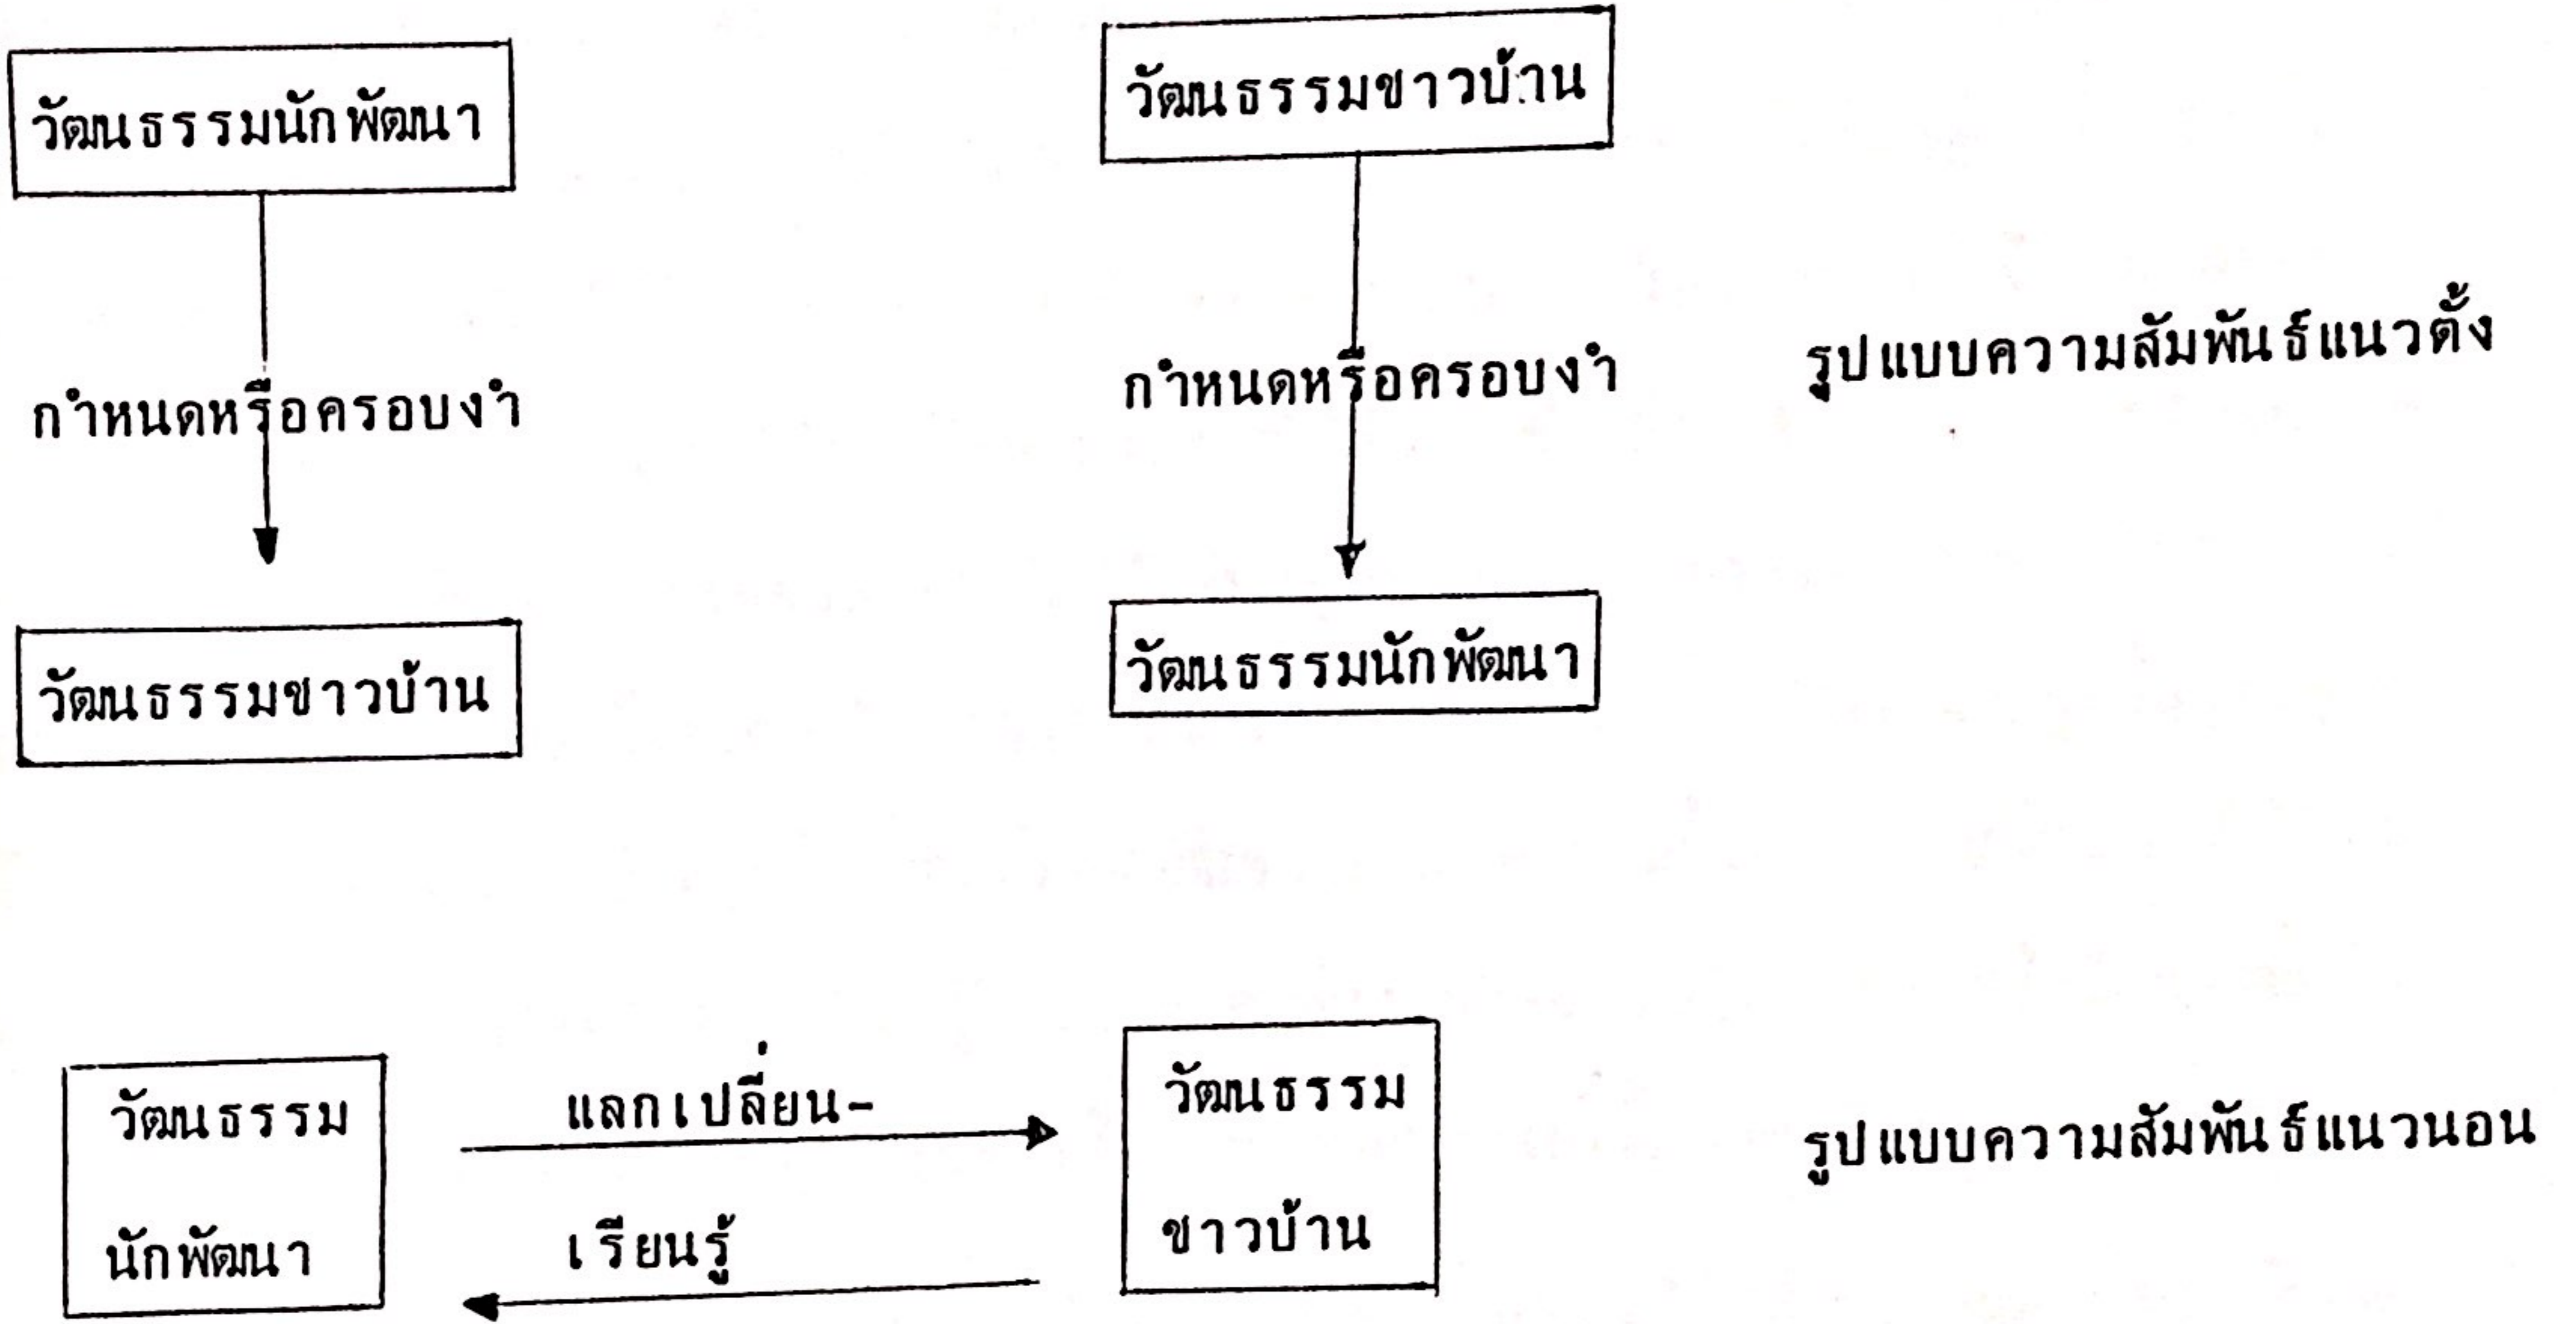 วัฒนธรรมนักพัฒนา
วัฒนธรรมชาวบ้าน
กำหนดหรือครอบงำ
กำหนดหรือครอบงำ
รูปแบบความสัมพันธ์แนวตั้ง
วัฒนธรรมชาวบ้าน
วัฒนธรรมนักพัฒนา
วัฒนธรรม
นักพัฒนา
แลกเปลี่ยน-
เรียนรู้
วัฒนธรรม
ชาวบ้าน
รูปแบบความสัมพันธ์แนวนอน